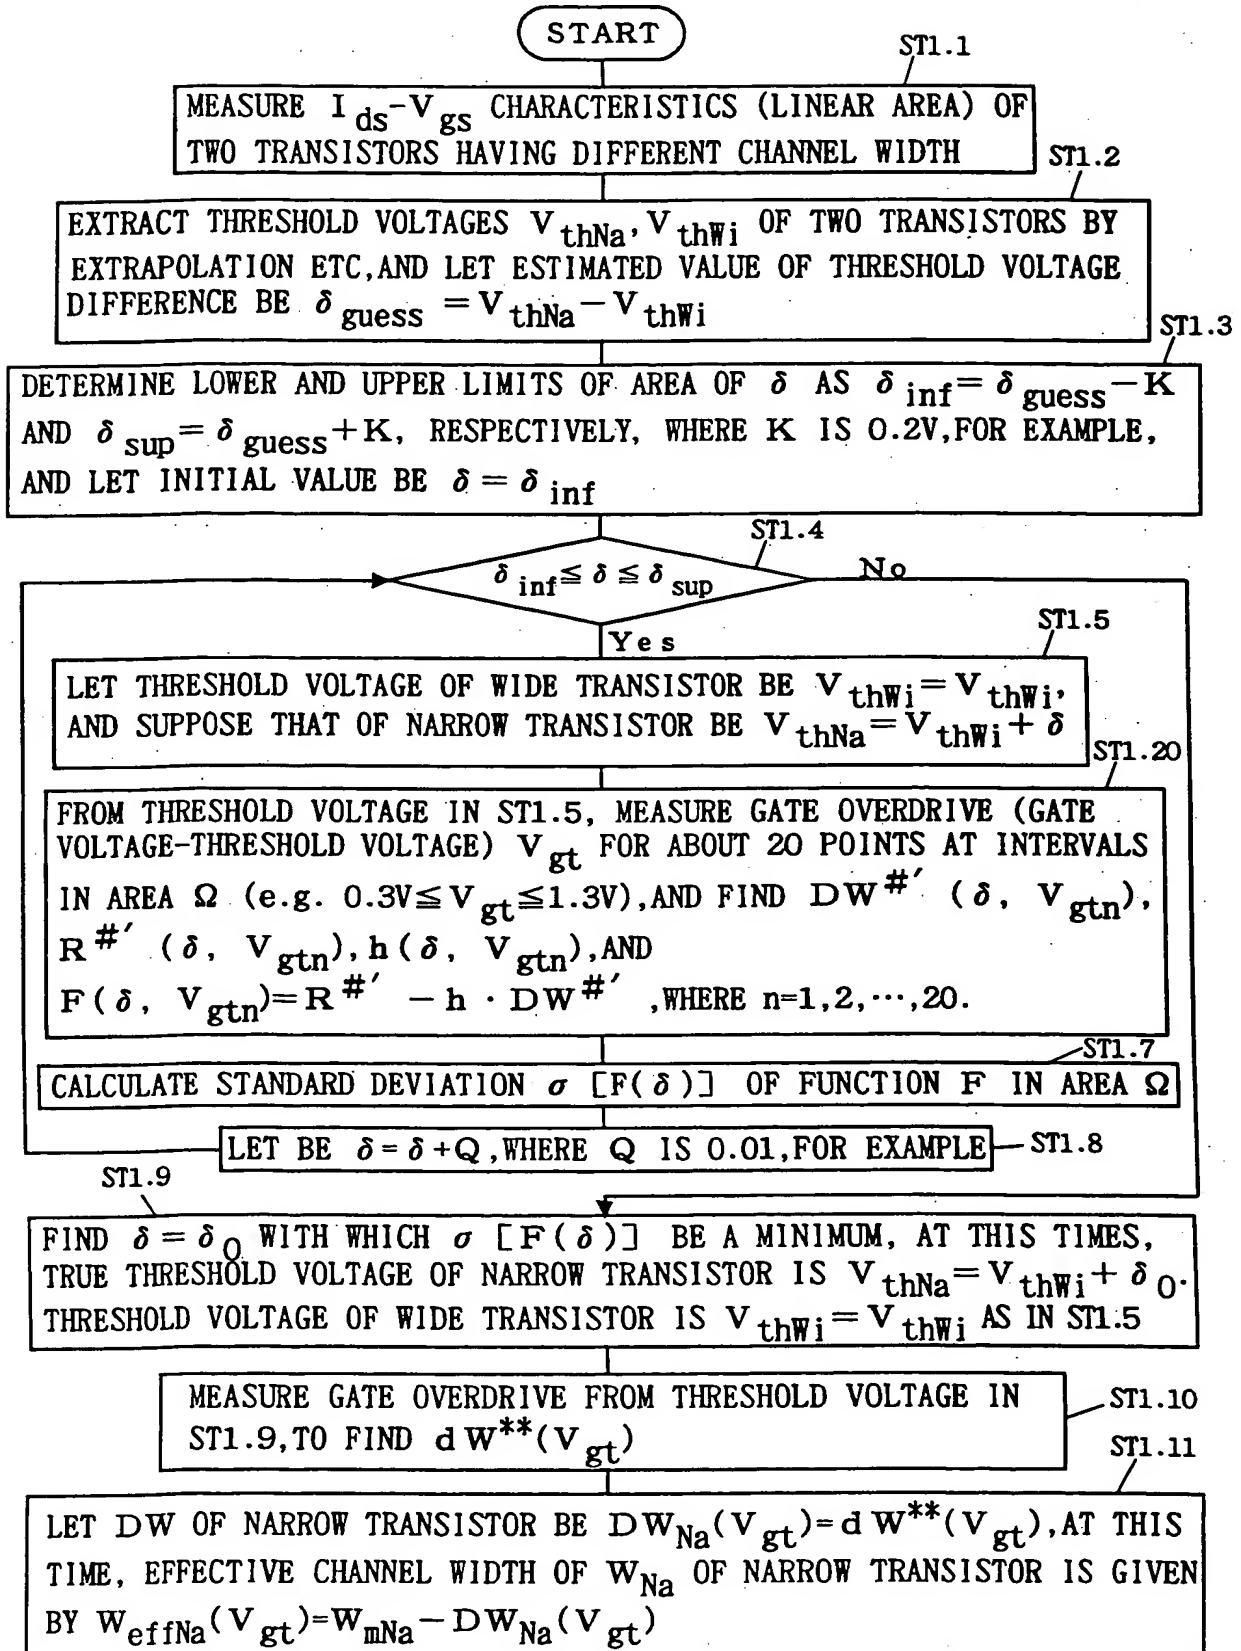 START
ST1.1
MEASURE I ds-V gs CHARACTERISTICS (LINEAR AREA) OF
TWO TRANSISTORS HAVING DIFFERENT CHANNEL WIDTH
ST1.2
EXTRACT THRESHOLD VOLTAGES V thNa, V thWi OF TWO TRANSISTORS BY
EXTRAPOLATION ETC,AND LET ESTIMATED VALUE OF THRESHOLD VOLTAGE
DIFFERENCE BE δ guess = V thNa − V thWi
ST1.3
DETERMINE LOWER AND UPPER LIMITS OF AREA OF δ AS δ inf = δ guess − K
AND δ sup = δ guess + K, RESPECTIVELY, WHERE K IS 0.2V,FOR EXAMPLE,
AND LET INITIAL VALUE BE δ = δ inf
ST1.4
δ inf ≦ δ ≦ δ sup
No
Yes
ST1.5
LET THRESHOLD VOLTAGE OF WIDE TRANSISTOR BE V thWi = V thWi,
AND SUPPOSE THAT OF NARROW TRANSISTOR BE V thNa = V thWi + δ
ST1.20
FROM THRESHOLD VOLTAGE IN ST1.5, MEASURE GATE OVERDRIVE (GATE
VOLTAGE-THRESHOLD VOLTAGE) V gt FOR ABOUT 20 POINTS AT INTERVALS
IN AREA Ω (e.g. 0.3V ≦ V gt ≦ 1.3V),AND FIND DW#′ (δ, V gtn),
R#′ (δ, V gtn), h (δ, V gtn),AND
F (δ, V gtn) = R#′ − h · DW#′ ,WHERE n=1,2,···,20.
ST1.7
CALCULATE STANDARD DEVIATION σ [F(δ)] OF FUNCTION F IN AREA Ω
LET BE δ = δ + Q ,WHERE Q IS 0.01,FOR EXAMPLE
ST1.8
ST1.9
FIND δ = δ 0 WITH WHICH σ [F(δ)] BE A MINIMUM, AT THIS TIMES,
TRUE THRESHOLD VOLTAGE OF NARROW TRANSISTOR IS V thNa = V thWi + δ 0.
THRESHOLD VOLTAGE OF WIDE TRANSISTOR IS V thWi = V thWi AS IN ST1.5
MEASURE GATE OVERDRIVE FROM THRESHOLD VOLTAGE IN
ST1.9,TO FIND dW**(V gt)
ST1.10
ST1.11
LET DW OF NARROW TRANSISTOR BE DW Na(V gt) = dW**(V gt),AT THIS
TIME, EFFECTIVE CHANNEL WIDTH OF W Na OF NARROW TRANSISTOR IS GIVEN
BY W effNa(V gt) = W mNa − DW Na(V gt)